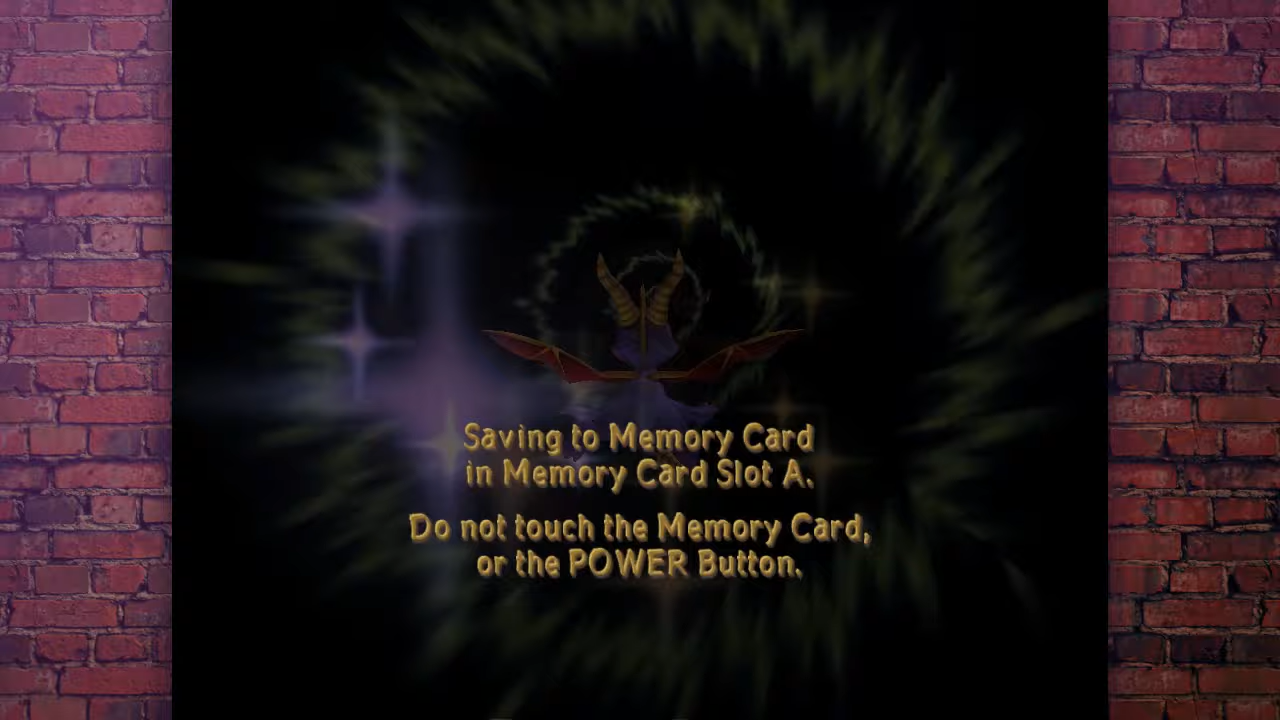 Saving to Memory Card
in Memory Card Slot A.
Do not touch the Memory Card,
or the POWER Button.